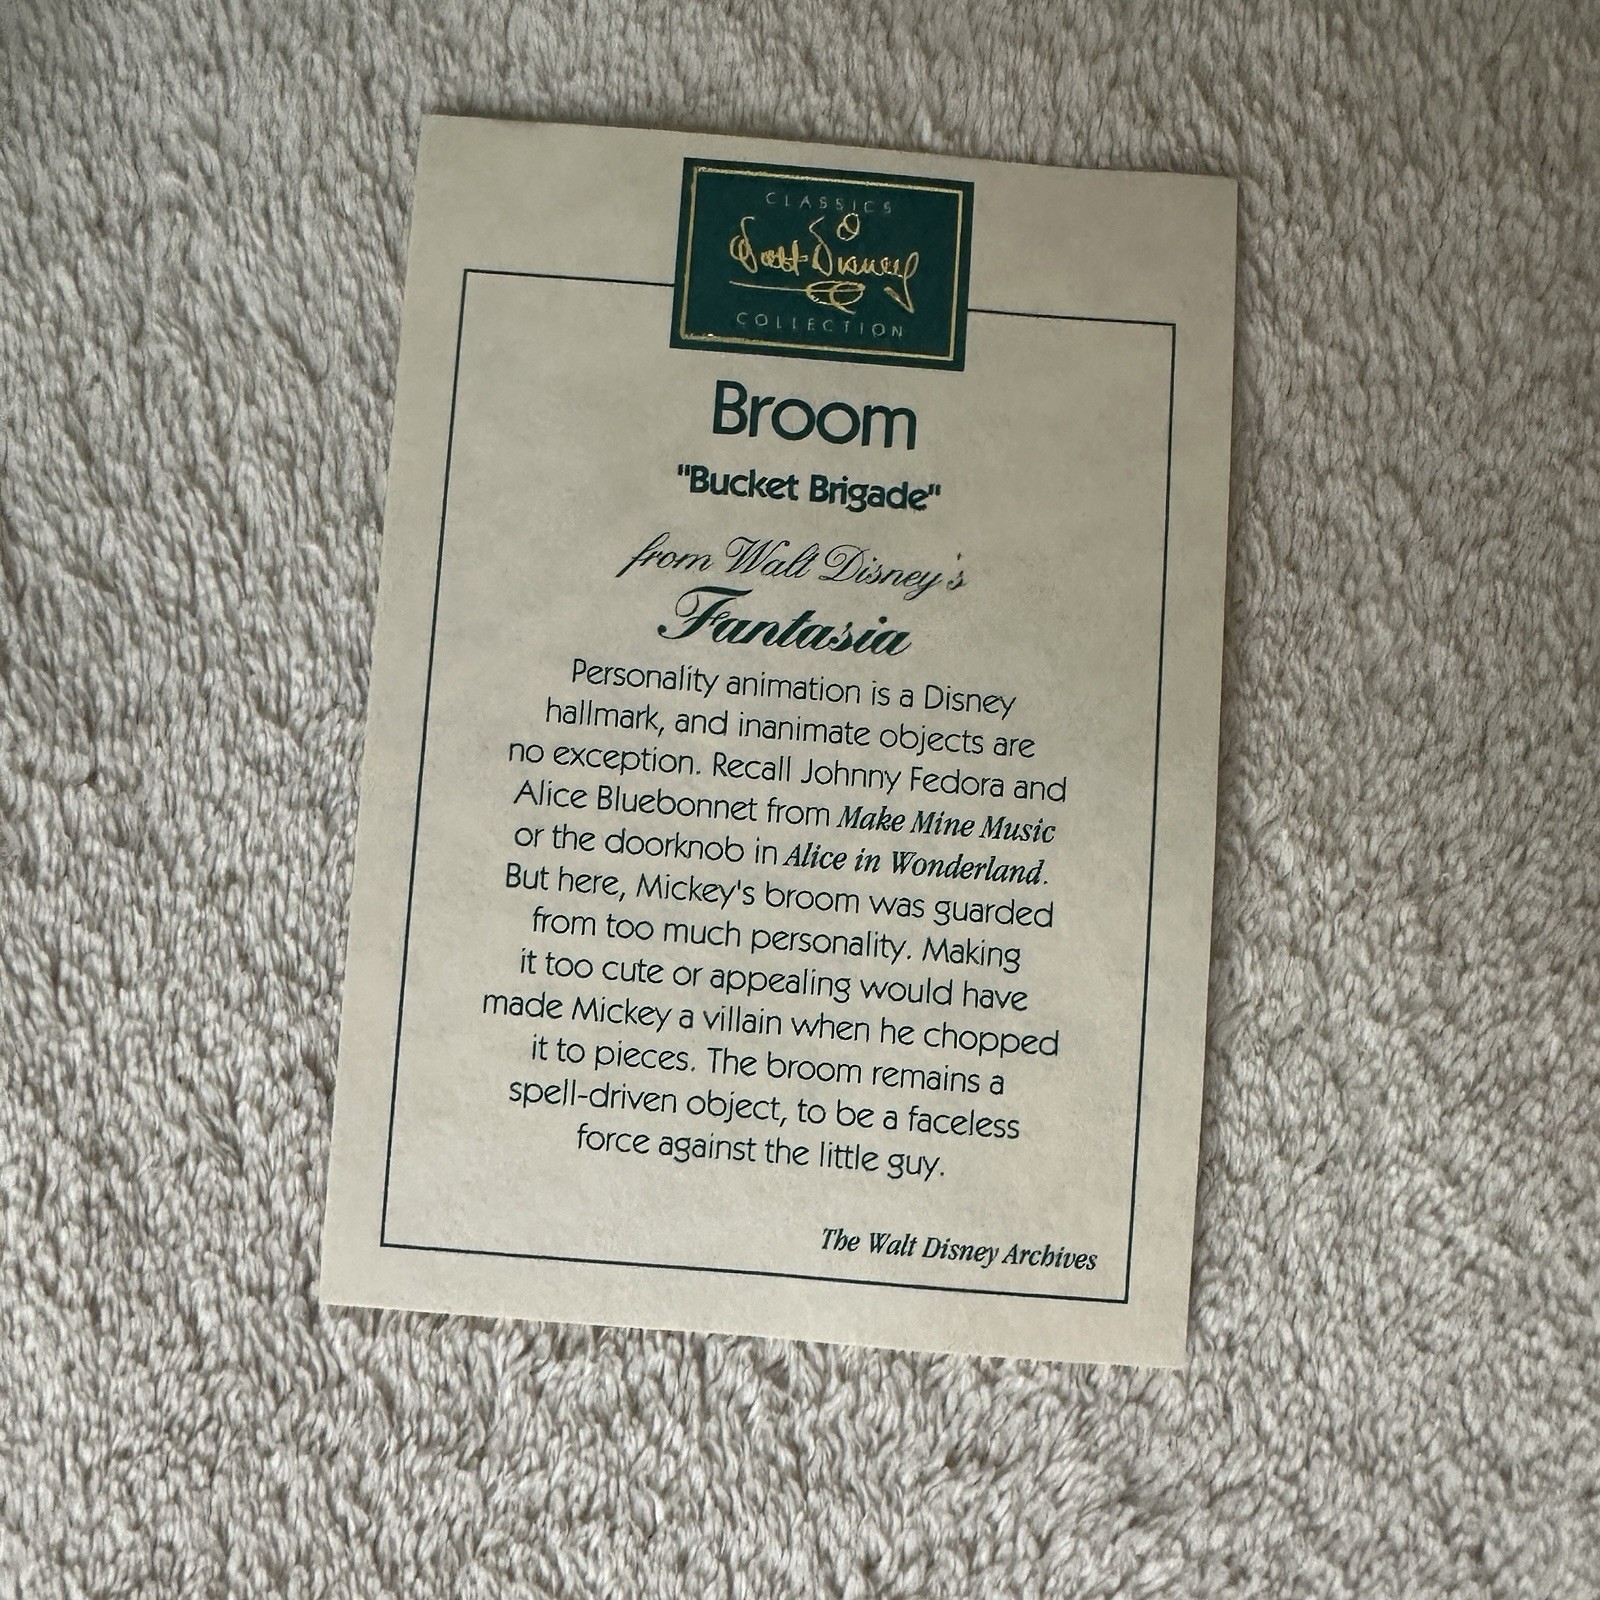 CLASSICS
Walt Disney
COLLECTION
Broom
"Bucket Brigade"
from Walt Disney's
Fantasia
Personality animation is a Disney
hallmark, and inanimate objects are
no exception. Recall Johnny Fedora and
Alice Bluebonnet from Make Mine Music
or the doorknob in Alice in Wonderland.
But here, Mickey's broom was guarded
from too much personality. Making
it too cute or appealing would have
made Mickey a villain when he chopped
it to pieces. The broom remains a
spell-driven object, to be a faceless
force against the little guy.
The Walt Disney Archives